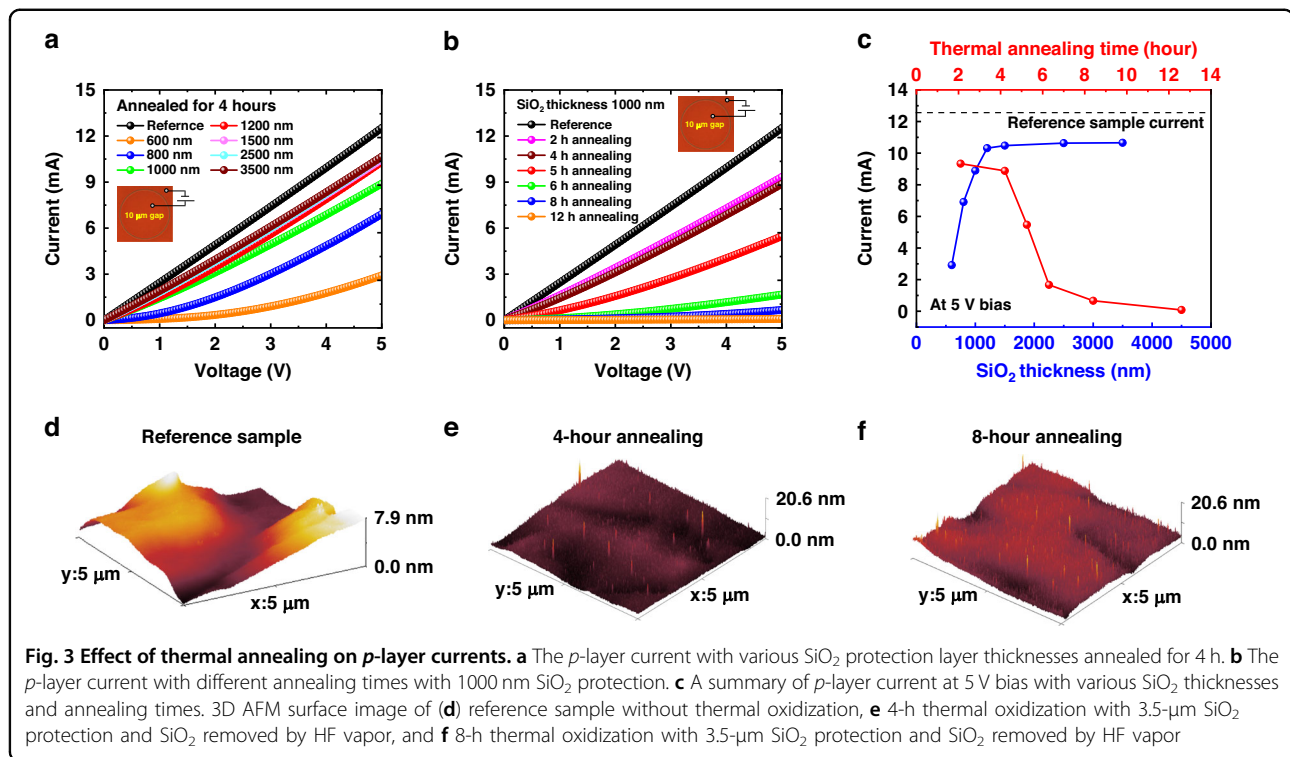 a
15
12
9
6
3
0
Current (mA)
Annealed for 4 hours
Refernce
600 nm
800 nm
1000 nm
1200 nm
1500 nm
2500 nm
3500 nm
10 µm gap
0 1 2 3 4 5
Voltage (V)
b
15
12
9
6
3
0
Current (mA)
SiO2 thickness 1000 nm
Reference
2 h annealing
4 h annealing
5 h annealing
6 h annealing
8 h annealing
12 h annealing
10 µm gap
0 1 2 3 4 5
Voltage (V)
c
Thermal annealing time (hour)
0 2 4 6 8 10 12 14
14
12
10
8
6
4
2
0
Current (mA)
Reference sample current
At 5 V bias
0 1000 2000 3000 4000 5000
SiO2 thickness (nm)
d
Reference sample
7.9 nm
0.0 nm
y:5 µm
x:5 µm
e
4-hour annealing
20.6 nm
0.0 nm
y:5 µm
x:5 µm
f
8-hour annealing
20.6 nm
0.0 nm
y:5 µm
x:5 µm
Fig. 3 Effect of thermal annealing on p-layer currents. a The p-layer current with various SiO2 protection layer thicknesses annealed for 4 h. b The
p-layer current with different annealing times with 1000 nm SiO2 protection. c A summary of p-layer current at 5 V bias with various SiO2 thicknesses
and annealing times. 3D AFM surface image of (d) reference sample without thermal oxidization, e 4-h thermal oxidization with 3.5-µm SiO2
protection and SiO2 removed by HF vapor, and f 8-h thermal oxidization with 3.5-µm SiO2 protection and SiO2 removed by HF vapor